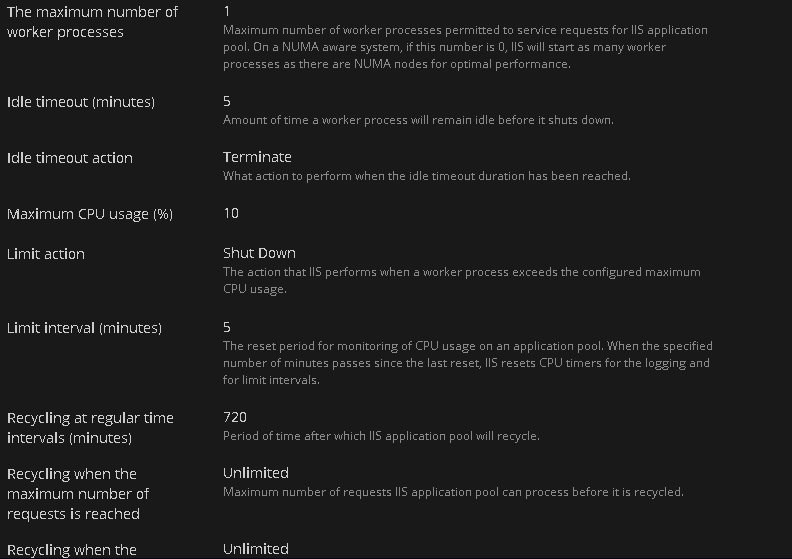 The maximum number of
worker processes
1
Maximum number of worker processes permitted to service requests for IIS application
pool. On a NUMA aware system, if this number is 0, IIS will start as many worker
processes as there are NUMA nodes for optimal performance.
Idle timeout (minutes)
5
Amount of time a worker process will remain idle before it shuts down.
Idle timeout action
Terminate
What action to perform when the idle timeout duration has been reached.
Maximum CPU usage (%)
10
Limit action
Shut Down
The action that IIS performs when a worker process exceeds the configured maximum
CPU usage.
Limit interval (minutes)
5
The reset period for monitoring of CPU usage on an application pool. When the specified
number of minutes passes since the last reset, IIS resets CPU timers for the logging and
for limit intervals.
Recycling at regular time
intervals (minutes)
720
Period of time after which IIS application pool will recycle.
Recycling when the
maximum number of
requests is reached
Unlimited
Maximum number of requests IIS application pool can process before it is recycled.
Recycling when the
Unlimited